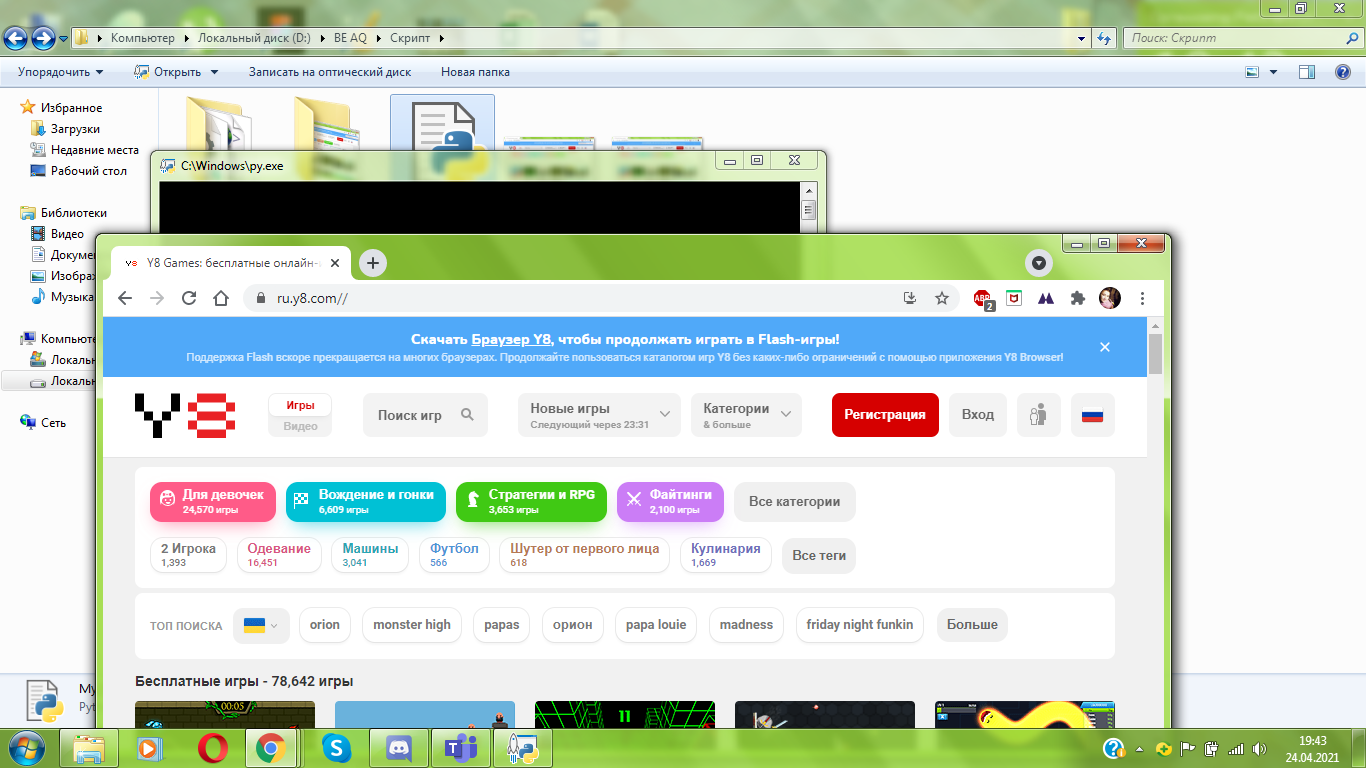 Компьютер
Локальный диск (D:)
BE AQ
Скрипт
Поиск: Скрипт
Упорядочить
Открыть
Записать на оптический диск
Новая папка
Избранное
Загрузки
Недавние места
Рабочий стол
Библиотеки
Видео
Докумен
Изображ
Музыка
Компьюте
Локальн
Локальн
Сеть
C:\Windows\py.exe
Y8 Games: бесплатные онлайн-
ru.y8.com//
ABP
2
Скачать Браузер Y8, чтобы продолжать играть в Flash-игры!
Поддержка Flash вскоре прекращается на многих браузерах. Продолжайте пользоваться каталогом игр Y8 без каких-либо ограничений с помощью приложения Y8 Browser!
Y8
Игры
Видео
Поиск игр
Новые игры
Следующий через 23:31
Категории
& больше
Регистрация
Вход
Для девочек
24,570 игры
Вождение и гонки
6,609 игры
Стратегии и RPG
3,653 игры
Файтинги
2,100 игры
Все категории
2 Игрока
1,393
Одевание
16,451
Машины
3,041
Футбол
566
Шутер от первого лица
618
Кулинария
1,669
Все теги
ТОП ПОИСКА
orion
monster high
papas
орион
papa louie
madness
friday night funkin
Больше
Бесплатные игры - 78,642 игры
00:05
11
My
Pyt
19:43
24.04.2021